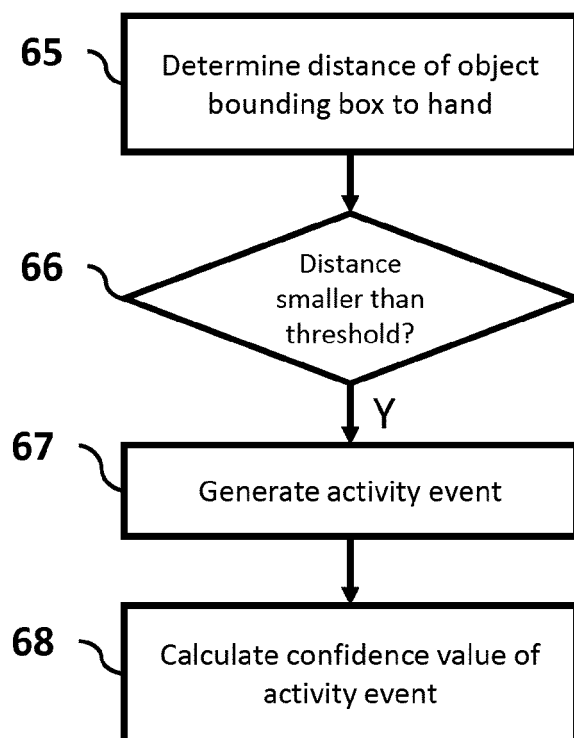 65
Determine distance of object
bounding box to hand
66
Distance
smaller than
threshold?
Y
67
Generate activity event
68
Calculate confidence value of
activity event